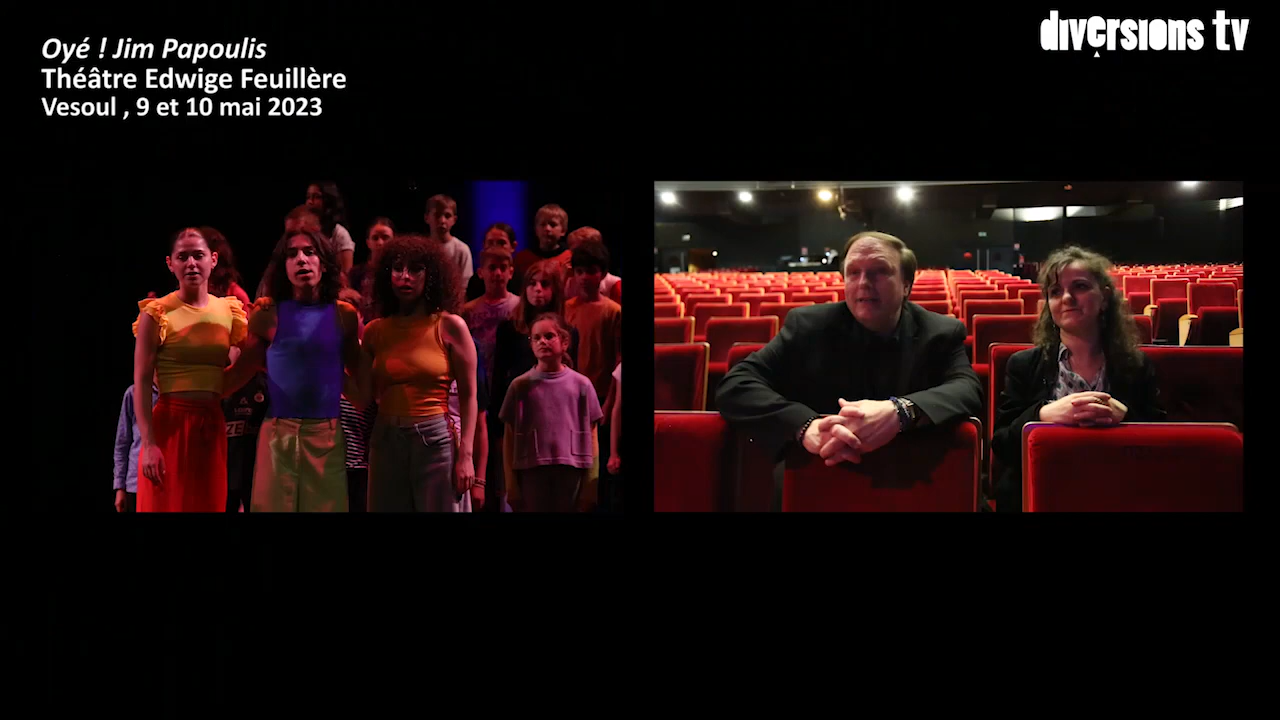 Oyé ! Jim Papoulis
Théâtre Edwige Feuillère
Vesoul , 9 et 10 mai 2023
diversions tv